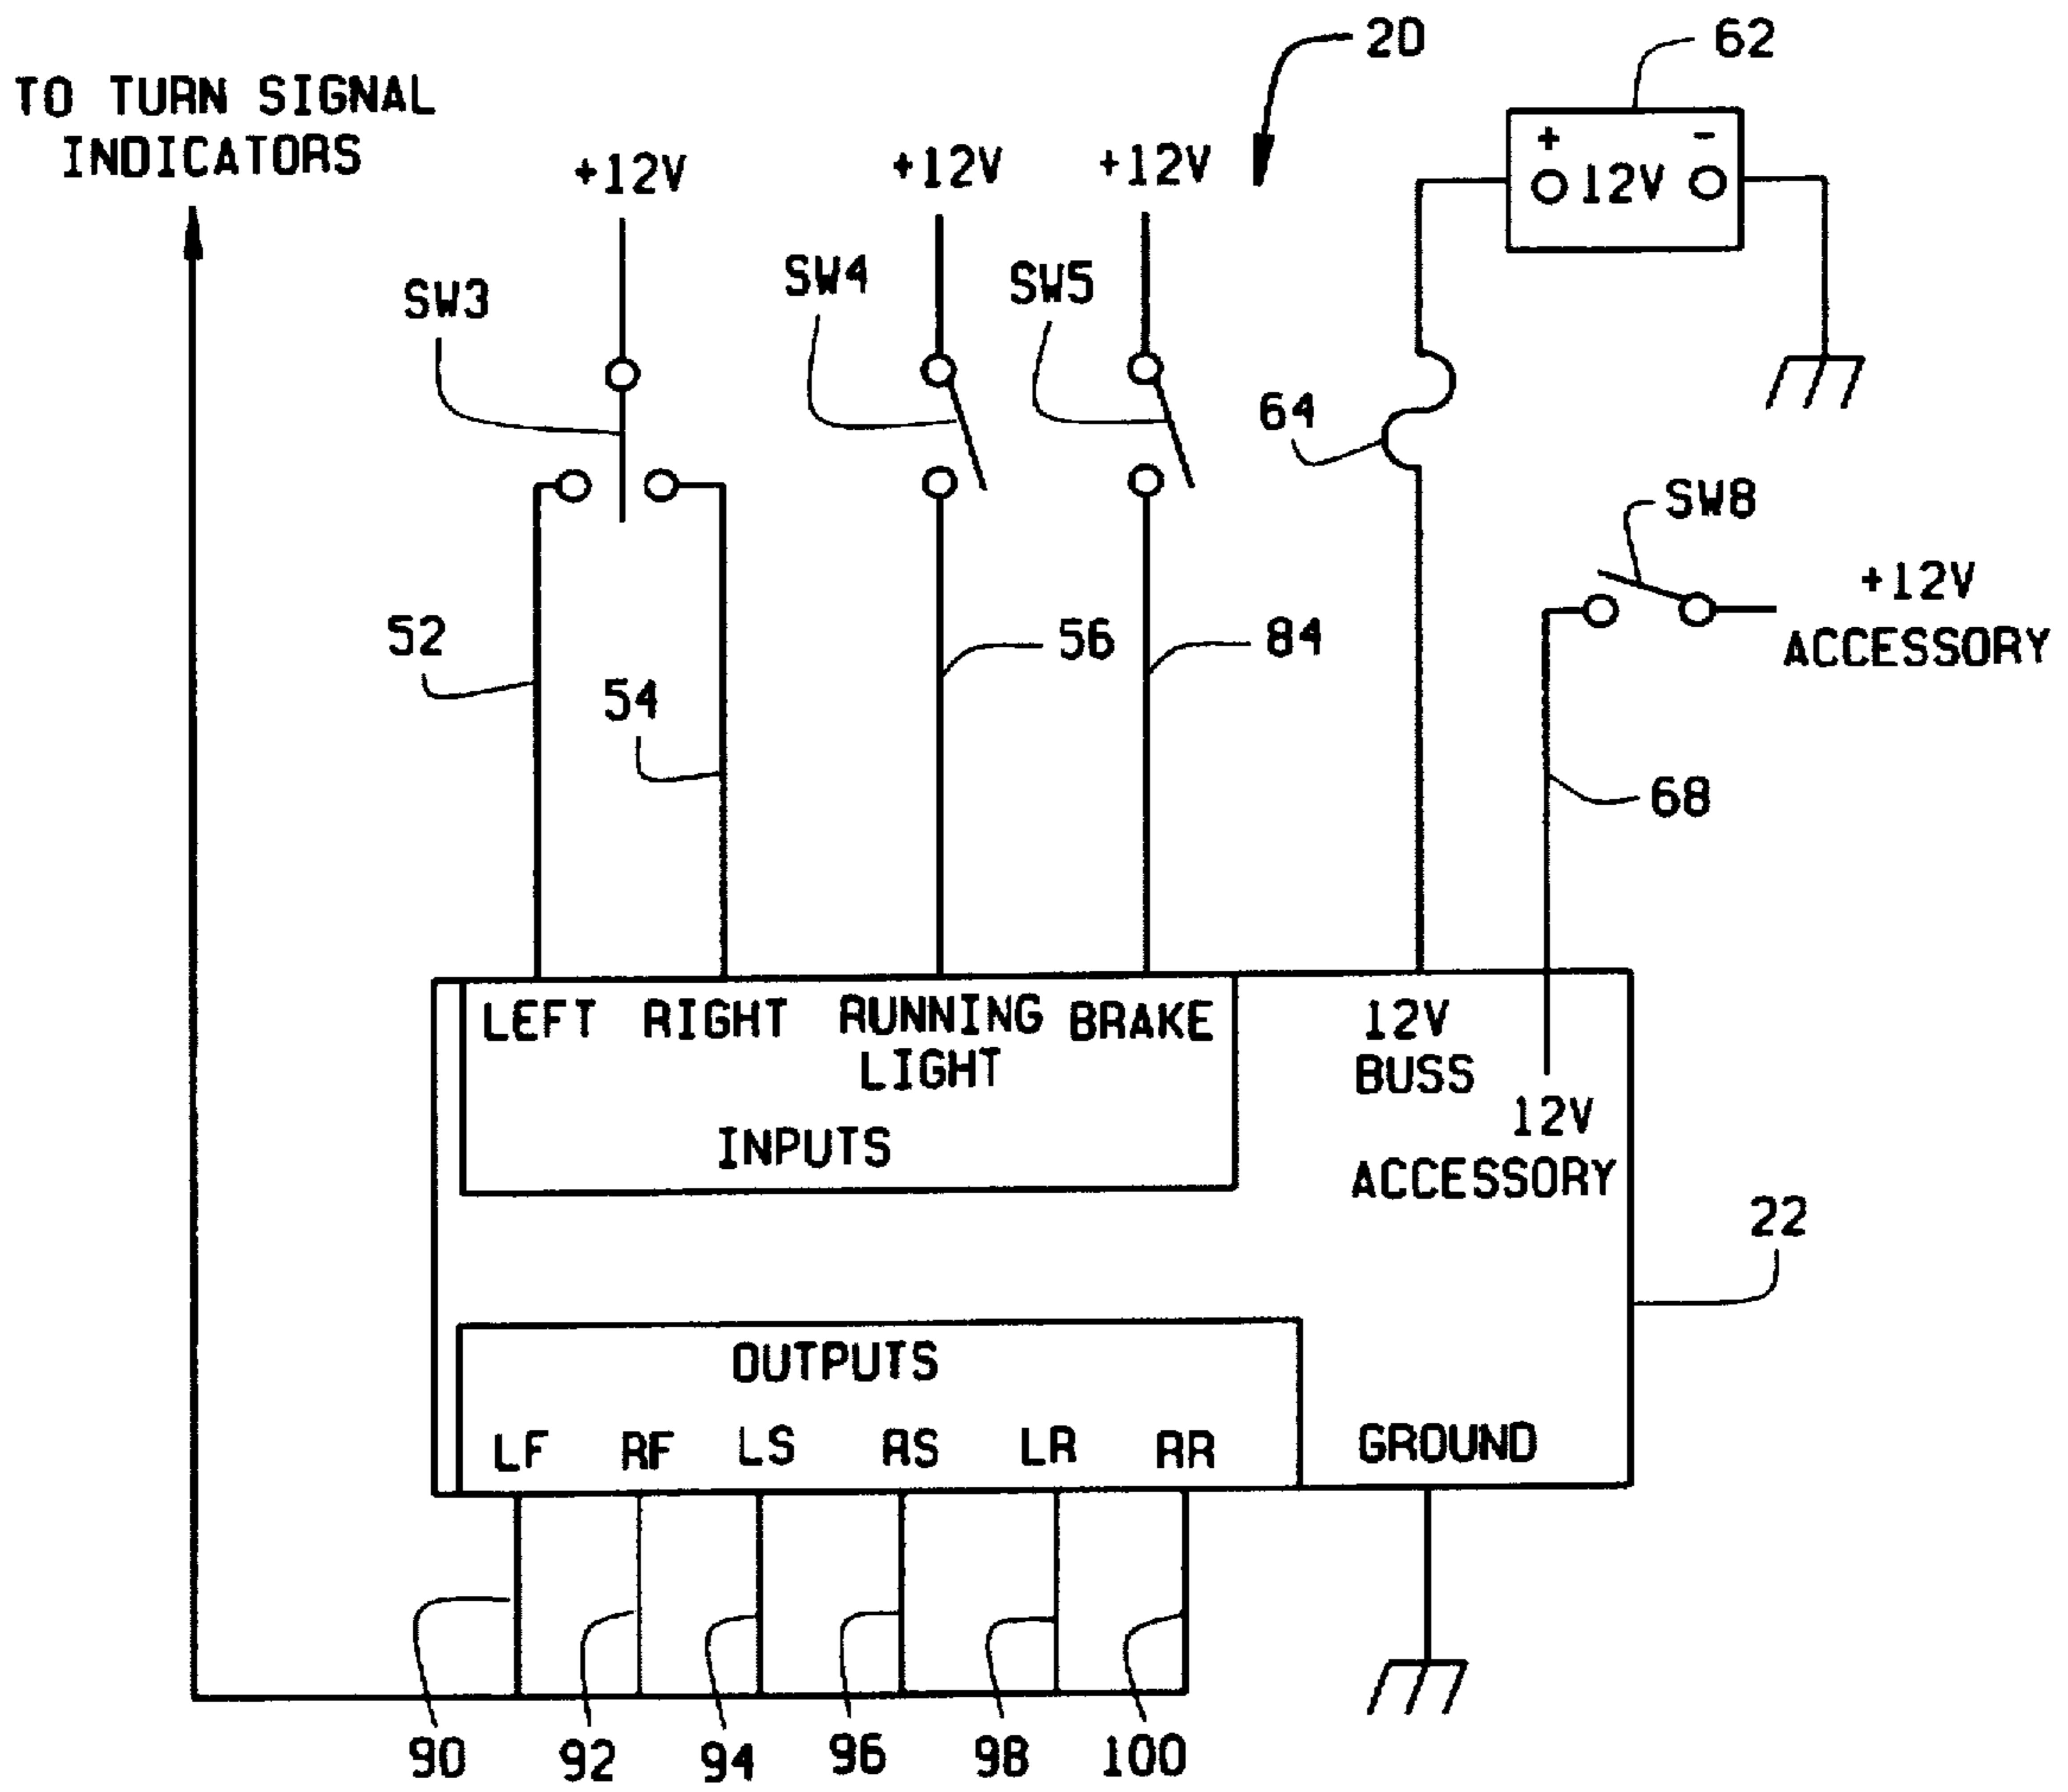 20
62
TO TURN SIGNAL
INDICATORS
+12V
+12V
+12V
+ -
12V
SW3
SW4
SW5
64
SW8
+12V
ACCESSORY
52
54
56
84
68
LEFT RIGHT RUNNING LIGHT BRAKE
INPUTS
12V
BUSS
12V
ACCESSORY
22
OUTPUTS
LF RF LS RS LR RR
GROUND
90 92 94 96 98 100